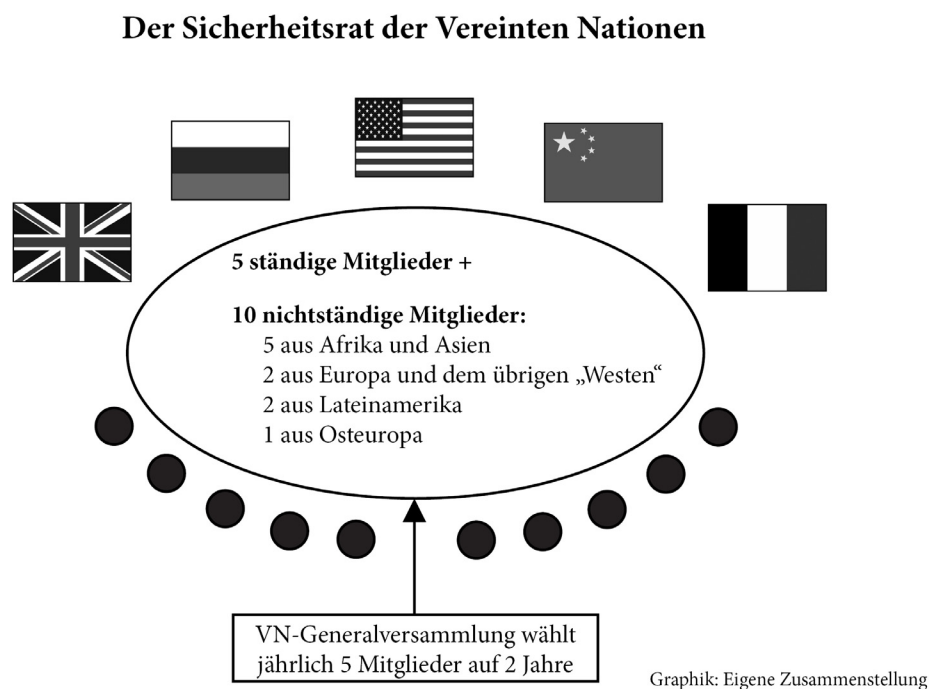 Der Sicherheitsrat der Vereinten Nationen
5 ständige Mitglieder +
10 nichtständige Mitglieder:
5 aus Afrika und Asien
2 aus Europa und dem übrigen „Westen“
2 aus Lateinamerika
1 aus Osteuropa
VN-Generalversammlung wählt
jährlich 5 Mitglieder auf 2 Jahre
Graphik: Eigene Zusammenstellung